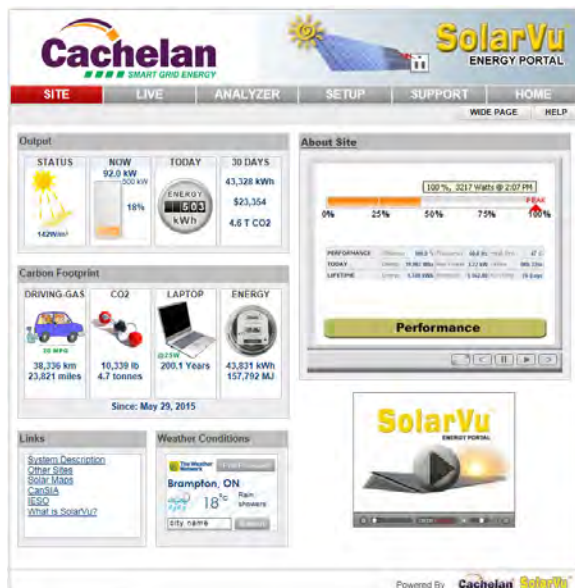 Cachelan
SMART GRID ENERGY
SolarVu
ENERGY PORTAL
SITE LIVE ANALYZER SETUP SUPPORT HOME
WIDE PAGE HELP
Output
STATUS NOW TODAY 30 DAYS
92.0 kW
500 kW
18%
142W/m²
ENERGY
503
kWh
43,328 kWh
$23,354
4.6 T CO2
About Site
100 %, 3217 Watts @ 2:07 PM
PEAK
0% 25% 50% 75% 100%
PERFORMANCE
TODAY
LIFETIME
Performance
Carbon Footprint
DRIVING-GAS CO2 LAPTOP ENERGY
30 MPG
@75W
38,336 km 10,339 lb 200.1 Years 43,831 kWh
23,821 miles 4.7 tonnes 157,792 MJ
Since: May 29, 2015
Links
System Description
Other Sites
Solar Maps
CanSIA
IESO
What is SolarVu?
Weather Conditions
The Weather Network
Brampton, ON
18°C
Rain showers
city name
Search
SolarVu
ENERGY PORTAL
Powered By Cachelan SolarVu